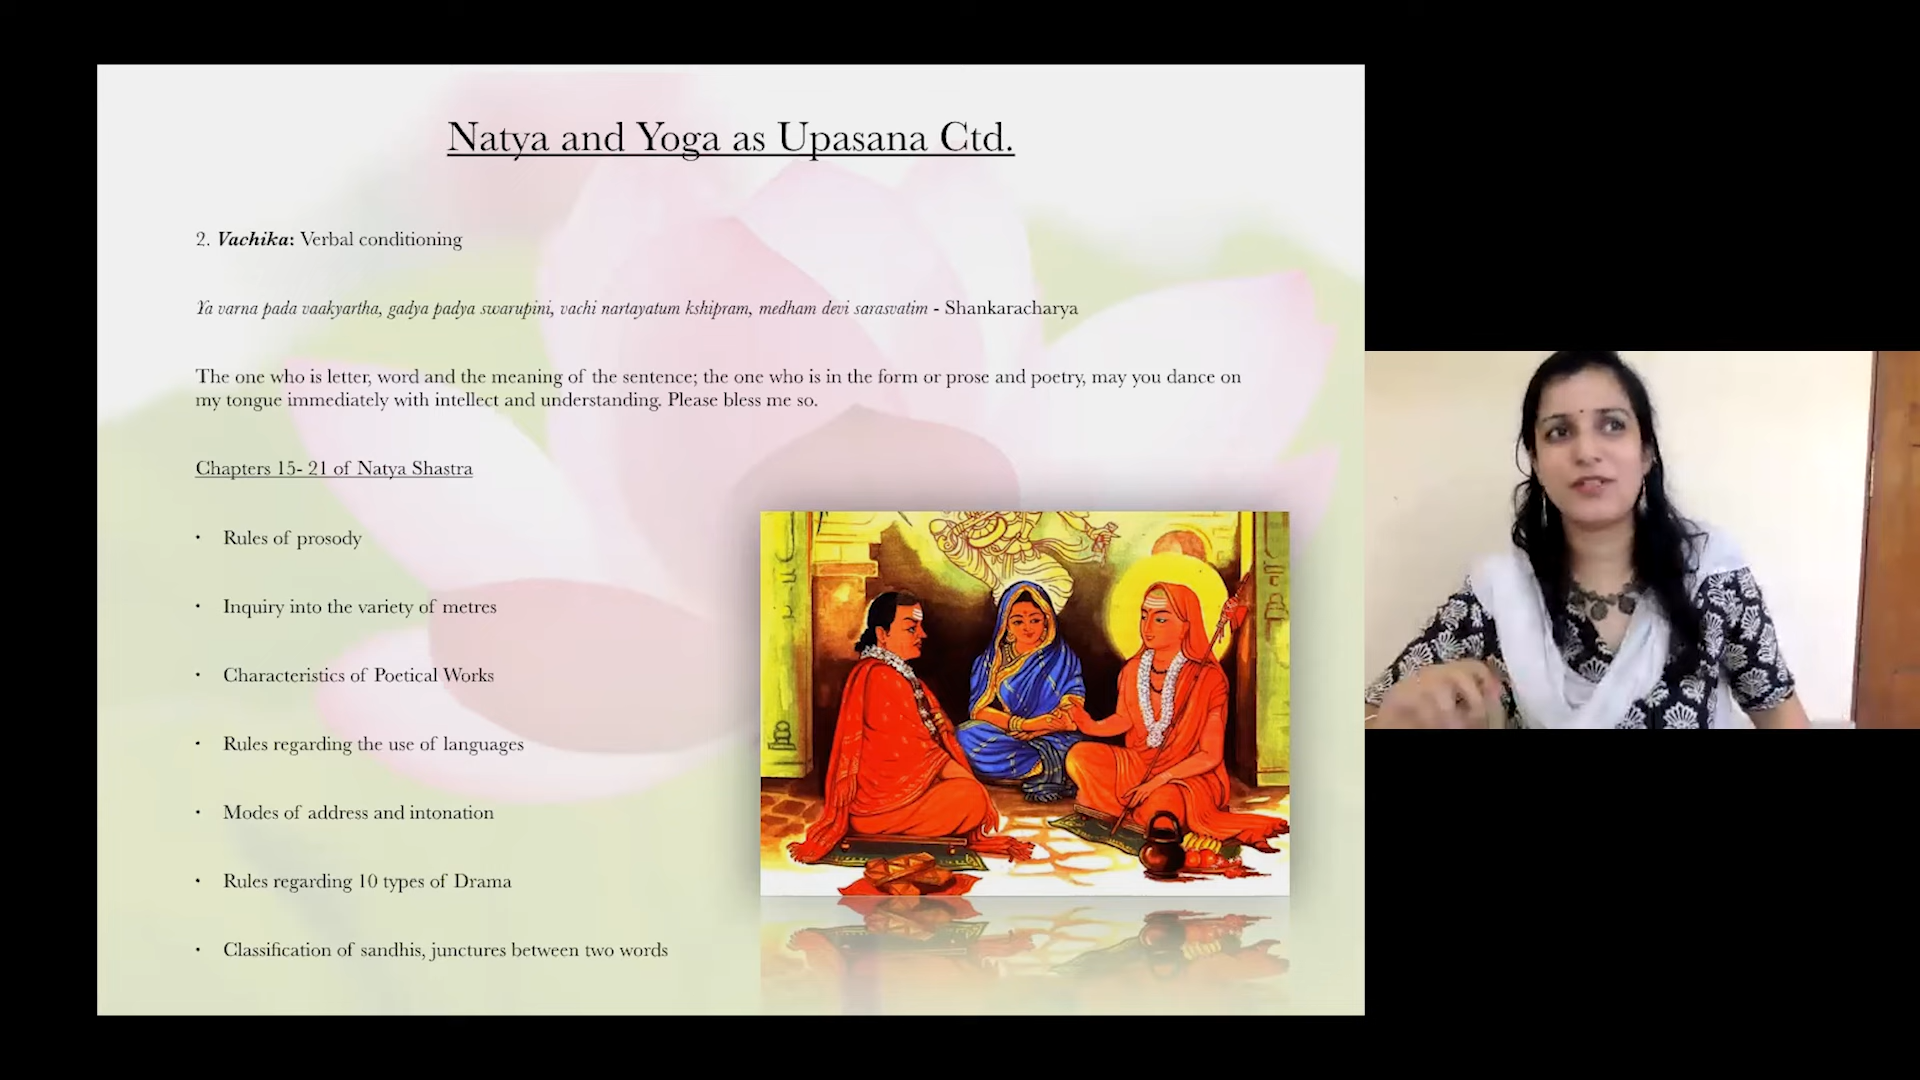 Natya and Yoga as Upasana Ctd.
2. Vachika: Verbal conditioning
Ya varna pada vaakyartha, gadya padya swarupini, vachi nartayatum kshipram, medham devi sarasvatim - Shankaracharya
The one who is letter, word and the meaning of the sentence; the one who is in the form or prose and poetry, may you dance on
my tongue immediately with intellect and understanding. Please bless me so.
Chapters 15- 21 of Natya Shastra
• Rules of prosody
• Inquiry into the variety of metres
• Characteristics of Poetical Works
• Rules regarding the use of languages
• Modes of address and intonation
• Rules regarding 10 types of Drama
• Classification of sandhis, junctures between two words